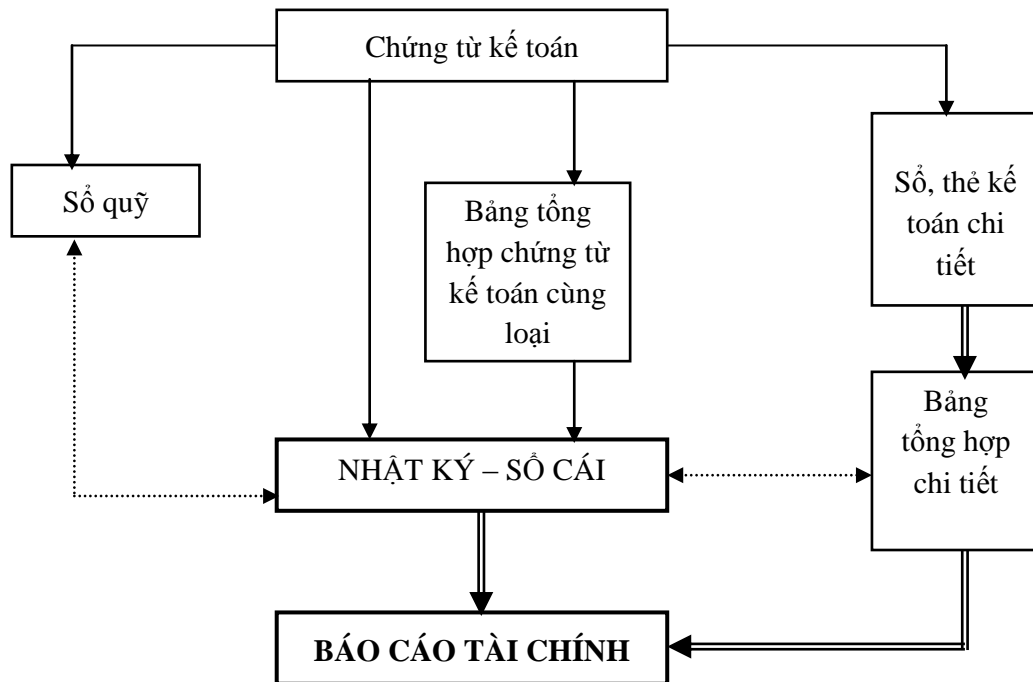 Chứng từ kế toán
Sổ quỹ
Bảng tổng
hợp chứng từ
kế toán cùng
loại
Sổ, thẻ kế
toán chi
tiết
NHẬT KÝ – SỔ CÁI
Bảng
tổng hợp
chi tiết
BÁO CÁO TÀI CHÍNH